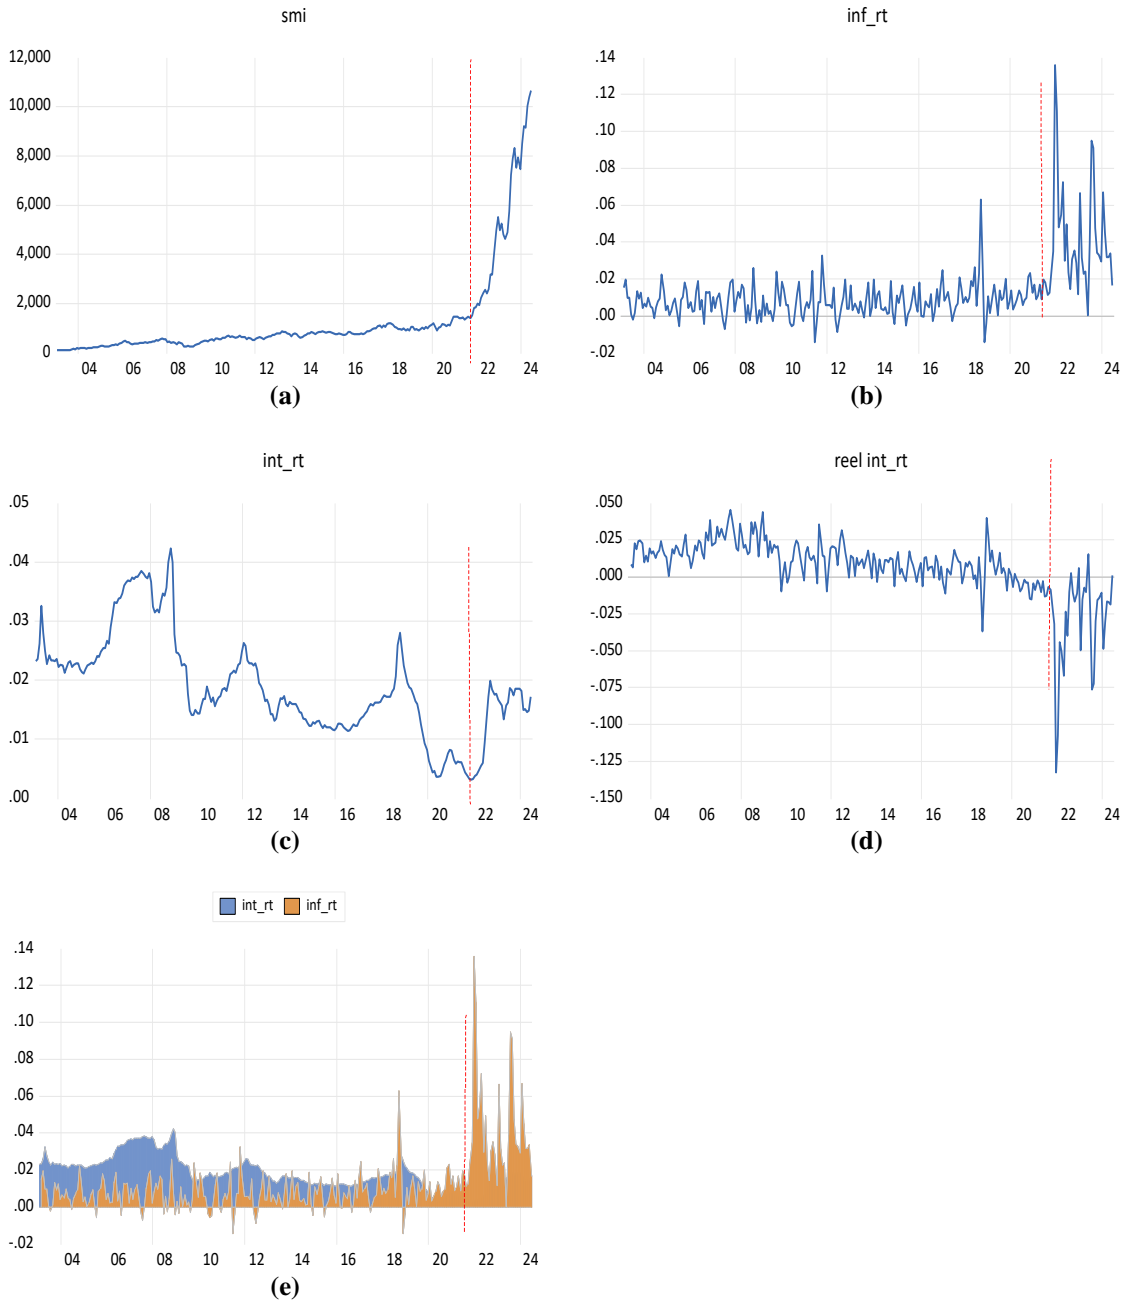 smi
12,000
10,000
8,000
6,000
4,000
2,000
0
04 06 08 10 12 14 16 18 20 22 24
(a)
inf_rt
.14
.12
.10
.08
.06
.04
.02
.00
-.02
04 06 08 10 12 14 16 18 20 22 24
(b)
int_rt
.05
.04
.03
.02
.01
.00
04 06 08 10 12 14 16 18 20 22 24
(c)
reel int_rt
.050
.025
.000
-.025
-.050
-.075
-.100
-.125
-.150
04 06 08 10 12 14 16 18 20 22 24
(d)
int_rt inf_rt
.14
.12
.10
.08
.06
.04
.02
.00
-.02
04 06 08 10 12 14 16 18 20 22 24
(e)